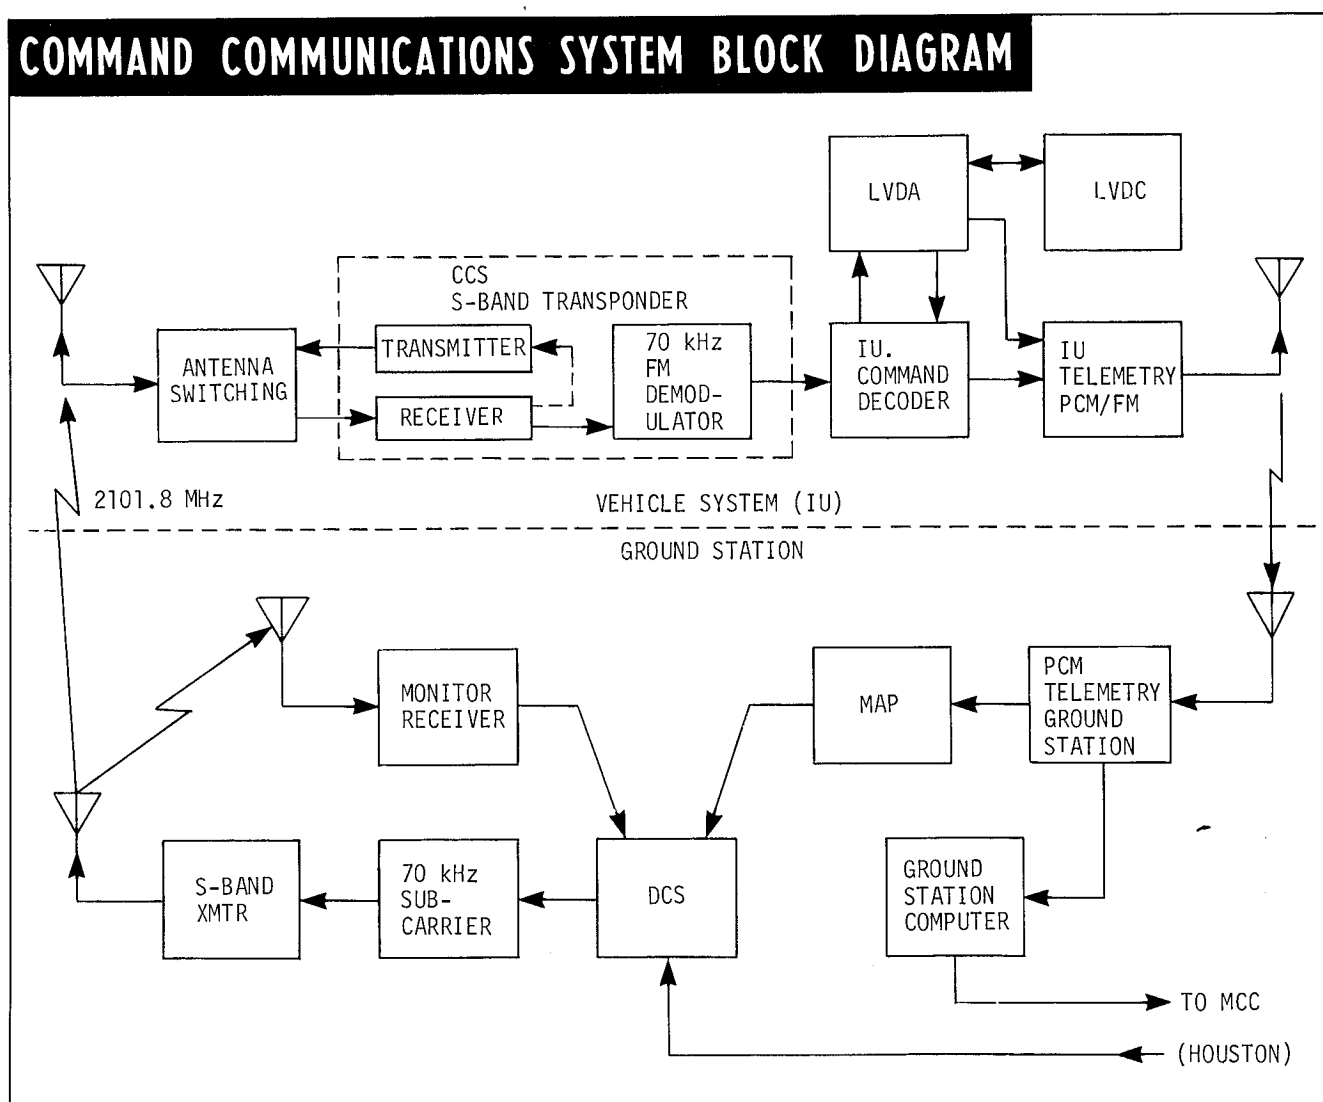 COMMAND COMMUNICATIONS SYSTEM BLOCK DIAGRAM
LVDA
LVDC
CCS
S-BAND TRANSPONDER
ANTENNA
SWITCHING
TRANSMITTER
RECEIVER
70 kHz
FM
DEMOD-
ULATOR
IU.
COMMAND
DECODER
IU
TELEMETRY
PCM/FM
2101.8 MHz
VEHICLE SYSTEM (IU)
GROUND STATION
MONITOR
RECEIVER
MAP
PCM
TELEMETRY
GROUND
STATION
S-BAND
XMTR
70 kHz
SUB-
CARRIER
DCS
GROUND
STATION
COMPUTER
TO MCC
(HOUSTON)